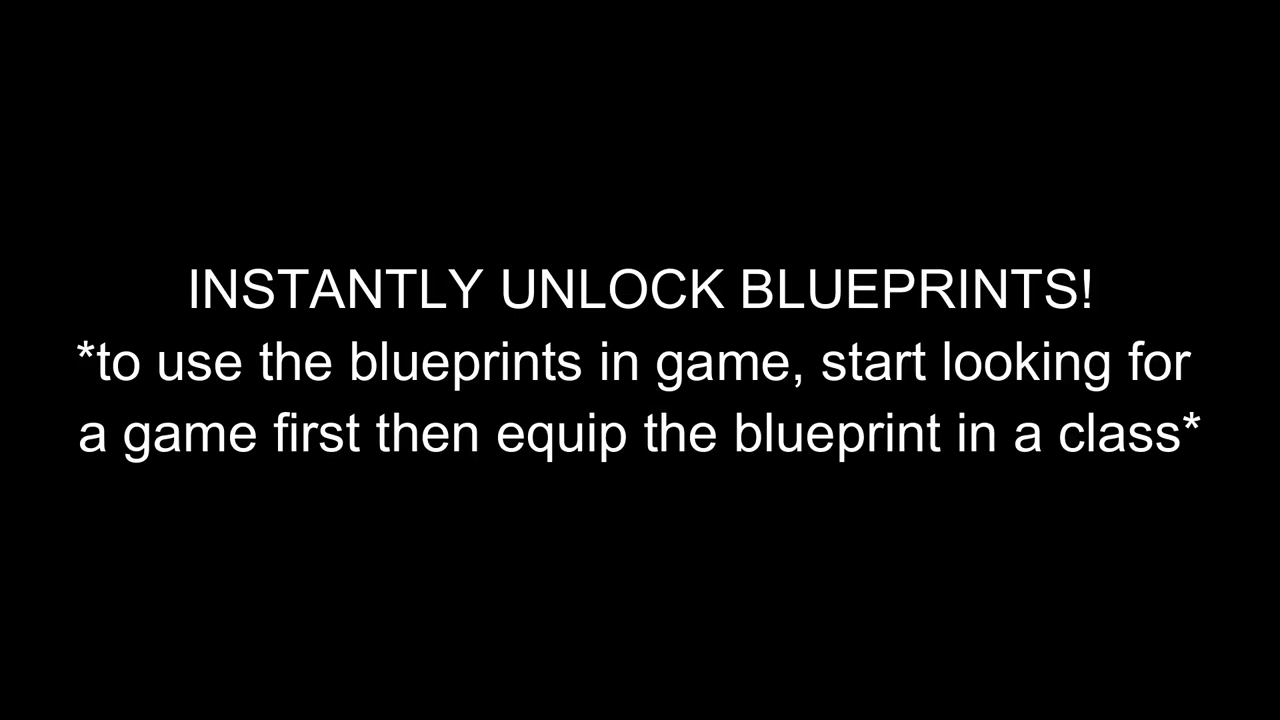 INSTANTLY UNLOCK BLUEPRINTS!
*to use the blueprints in game, start looking for
a game first then equip the blueprint in a class*